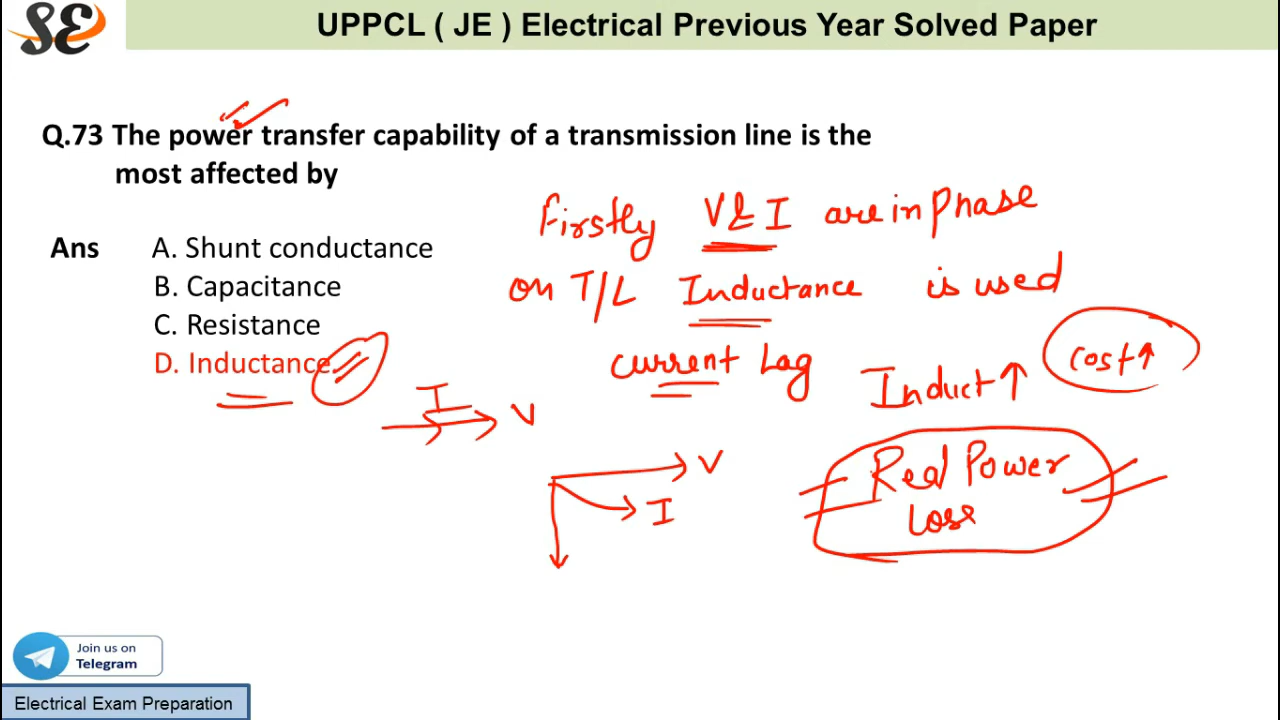 SE
UPPCL ( JE ) Electrical Previous Year Solved Paper
Q.73 The power transfer capability of a transmission line is the
most affected by
Firstly V & I are in Phase
Ans A. Shunt conductance
B. Capacitance
on T/L Inductance is used
C. Resistance
D. Inductance
current Lag
Induct ↑
cost ↑
I
V
V
I
Real Power
Loss
Join us on
Telegram
Electrical Exam Preparation